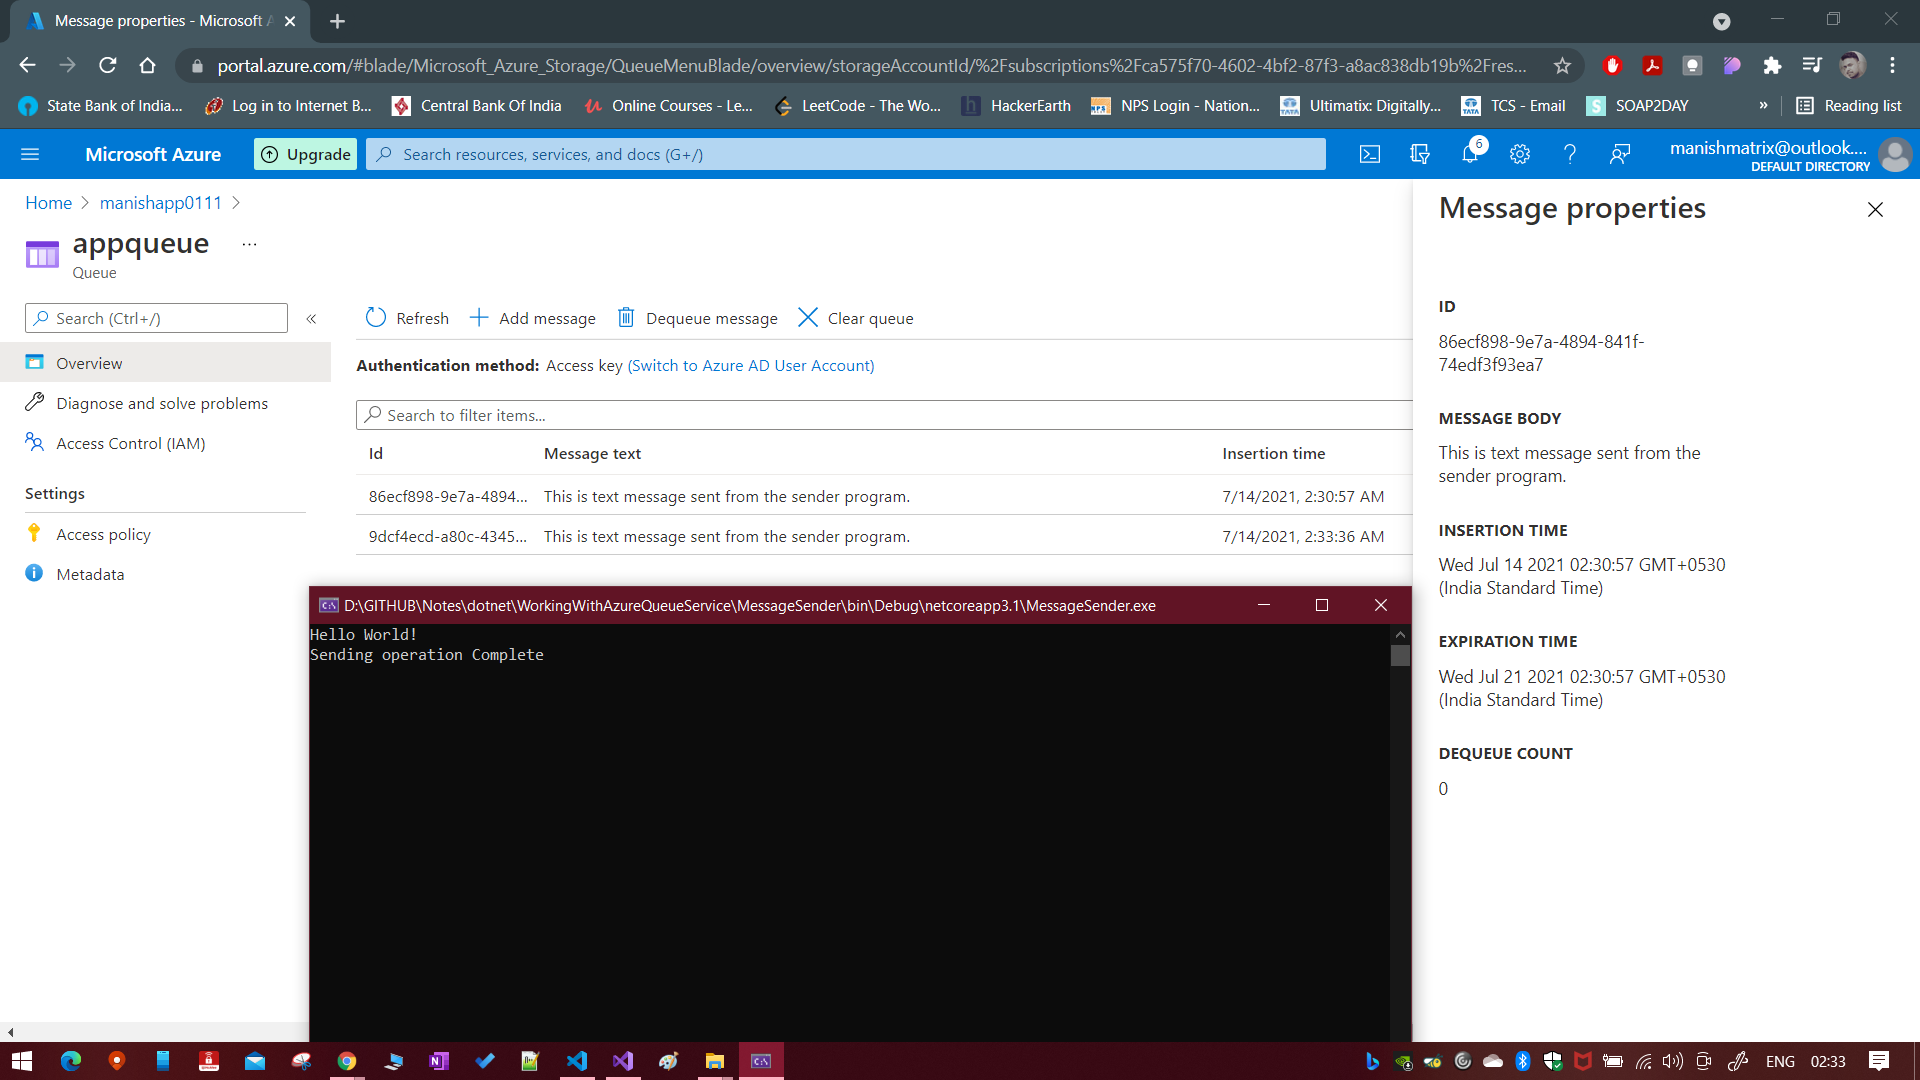 Message properties - Microsoft A
portal.azure.com/#blade/Microsoft_Azure_Storage/QueueMenuBlade/overview/storageAccountId/%2Fsubscriptions%2Fca575f70-4602-4bf2-87f3-a8ac838db19b%2Fres...
State Bank of India... Log in to Internet B... Central Bank Of India Online Courses - Le... LeetCode - The Wo... HackerEarth NPS Login - Nation... Ultimatix: Digitally... TCS - Email SOAP2DAY » Reading list
Microsoft Azure Upgrade Search resources, services, and docs (G+/) 6 manishmatrix@outlook....
DEFAULT DIRECTORY
Home > manishapp0111 >
appqueue ...
Queue
Search (Ctrl+/) «
Overview
Diagnose and solve problems
Access Control (IAM)
Settings
Access policy
Metadata
Refresh Add message Dequeue message Clear queue
Authentication method: Access key (Switch to Azure AD User Account)
Search to filter items...
Id Message text Insertion time
86ecf898-9e7a-4894... This is text message sent from the sender program. 7/14/2021, 2:30:57 AM
9dcf4ecd-a80c-4345... This is text message sent from the sender program. 7/14/2021, 2:33:36 AM
Message properties
ID
86ecf898-9e7a-4894-841f-
74edf3f93ea7
MESSAGE BODY
This is text message sent from the
sender program.
INSERTION TIME
Wed Jul 14 2021 02:30:57 GMT+0530
(India Standard Time)
EXPIRATION TIME
Wed Jul 21 2021 02:30:57 GMT+0530
(India Standard Time)
DEQUEUE COUNT
0
D:\GITHUB\Notes\dotnet\WorkingWithAzureQueueService\MessageSender\bin\Debug\netcoreapp3.1\MessageSender.exe
Hello World!
Sending operation Complete
ENG 02:33